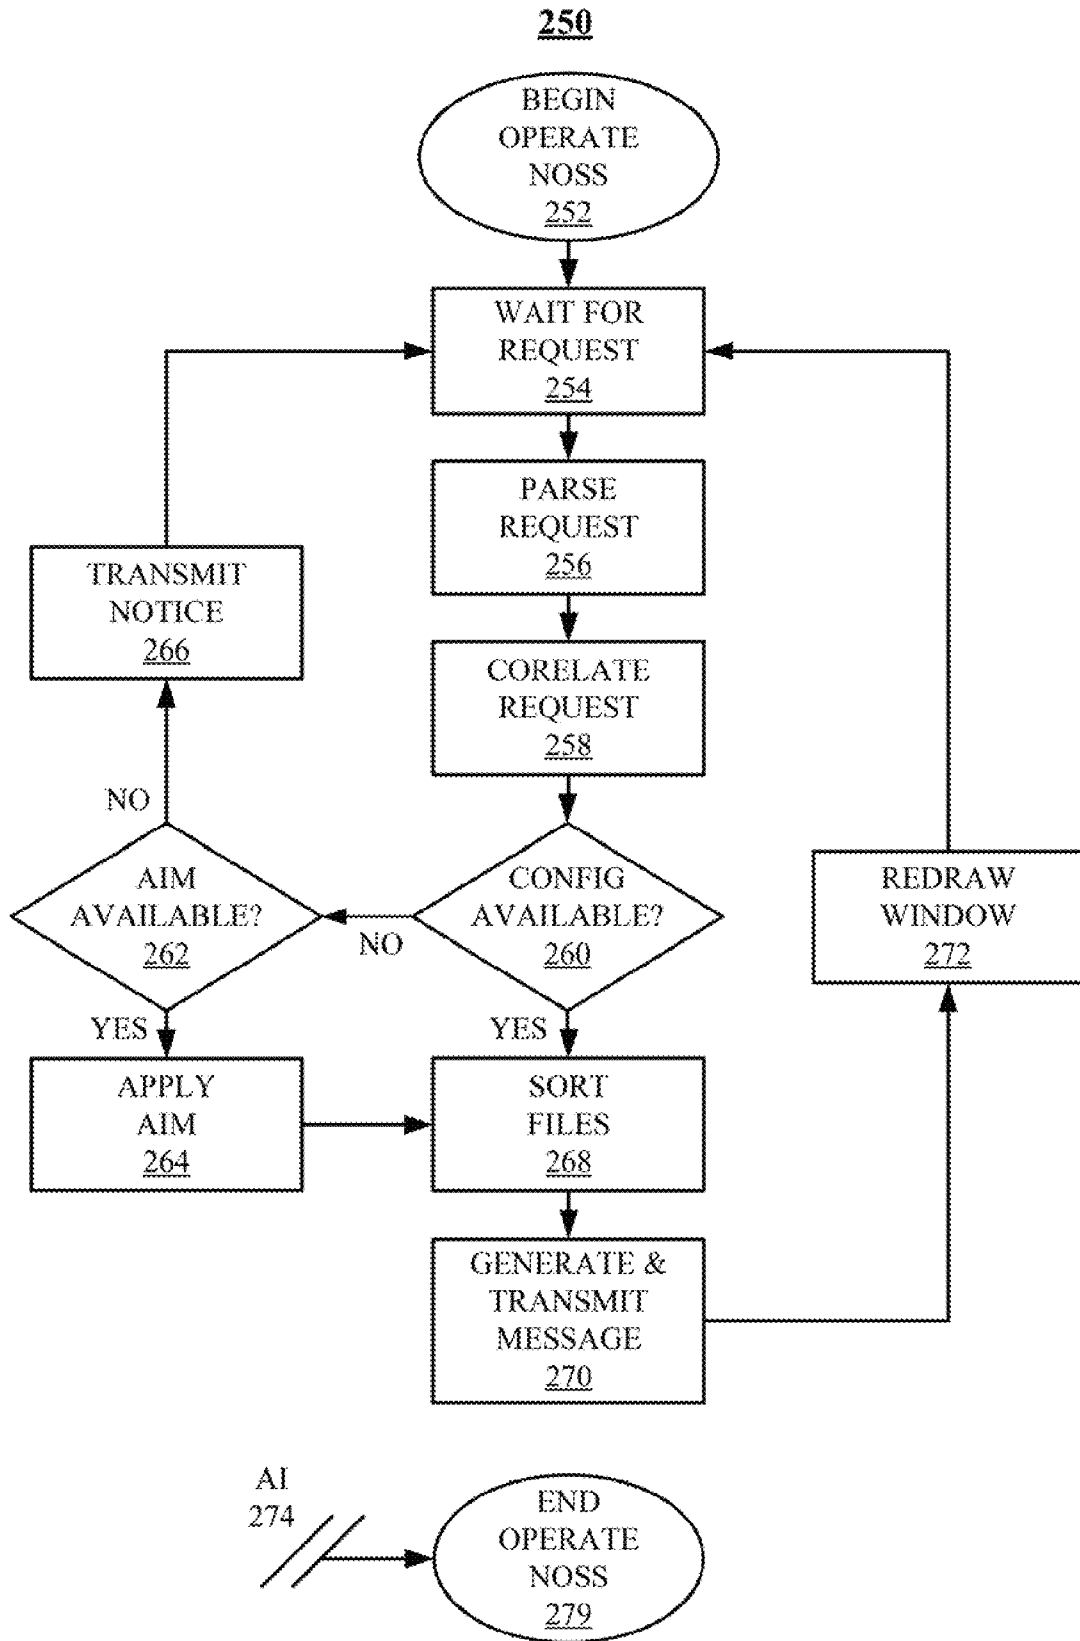 250
BEGIN
OPERATE
NOSS
252
WAIT FOR
REQUEST
254
PARSE
REQUEST
256
TRANSMIT
NOTICE
266
CORELATE
REQUEST
258
NO
AIM
AVAILABLE?
262
NO
CONFIG
AVAILABLE?
260
REDRAW
WINDOW
272
YES
YES
APPLY
AIM
264
SORT
FILES
268
GENERATE &
TRANSMIT
MESSAGE
270
AI
274
END
OPERATE
NOSS
279